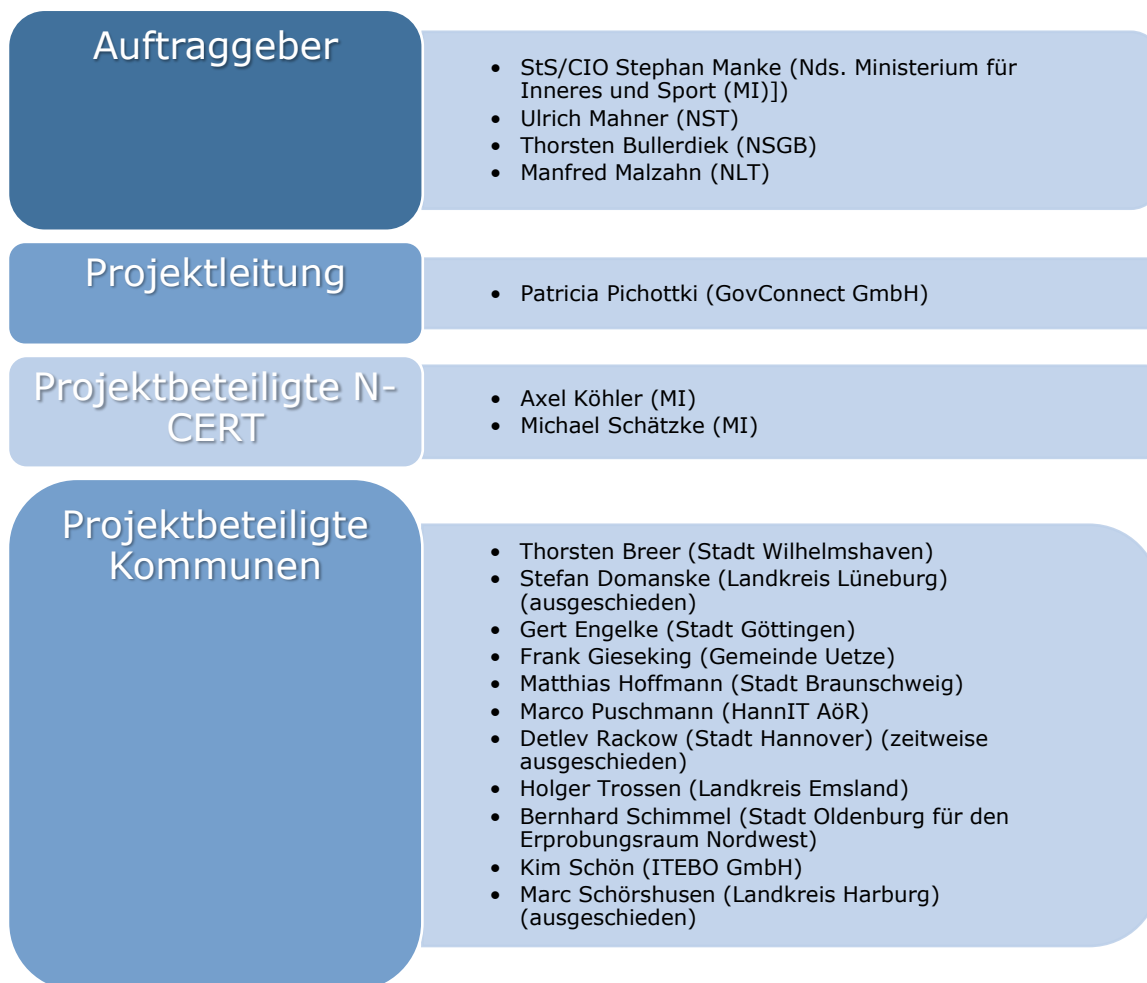 Auftraggeber
• StS/CIO Stephan Manke (Nds. Ministerium für
Inneres und Sport (MI)])
• Ulrich Mahner (NST)
• Thorsten Bullerdiek (NSGB)
• Manfred Malzahn (NLT)
Projektleitung
• Patricia Pichottki (GovConnect GmbH)
Projektbeteiligte N-
CERT
• Axel Köhler (MI)
• Michael Schätzke (MI)
Projektbeteiligte
Kommunen
• Thorsten Breer (Stadt Wilhelmshaven)
• Stefan Domanske (Landkreis Lüneburg)
(ausgeschieden)
• Gert Engelke (Stadt Göttingen)
• Frank Gieseking (Gemeinde Uetze)
• Matthias Hoffmann (Stadt Braunschweig)
• Marco Puschmann (HannIT AöR)
• Detlev Rackow (Stadt Hannover) (zeitweise
ausgeschieden)
• Holger Trossen (Landkreis Emsland)
• Bernhard Schimmel (Stadt Oldenburg für den
Erprobungsraum Nordwest)
• Kim Schön (ITEBO GmbH)
• Marc Schörshusen (Landkreis Harburg)
(ausgeschieden)